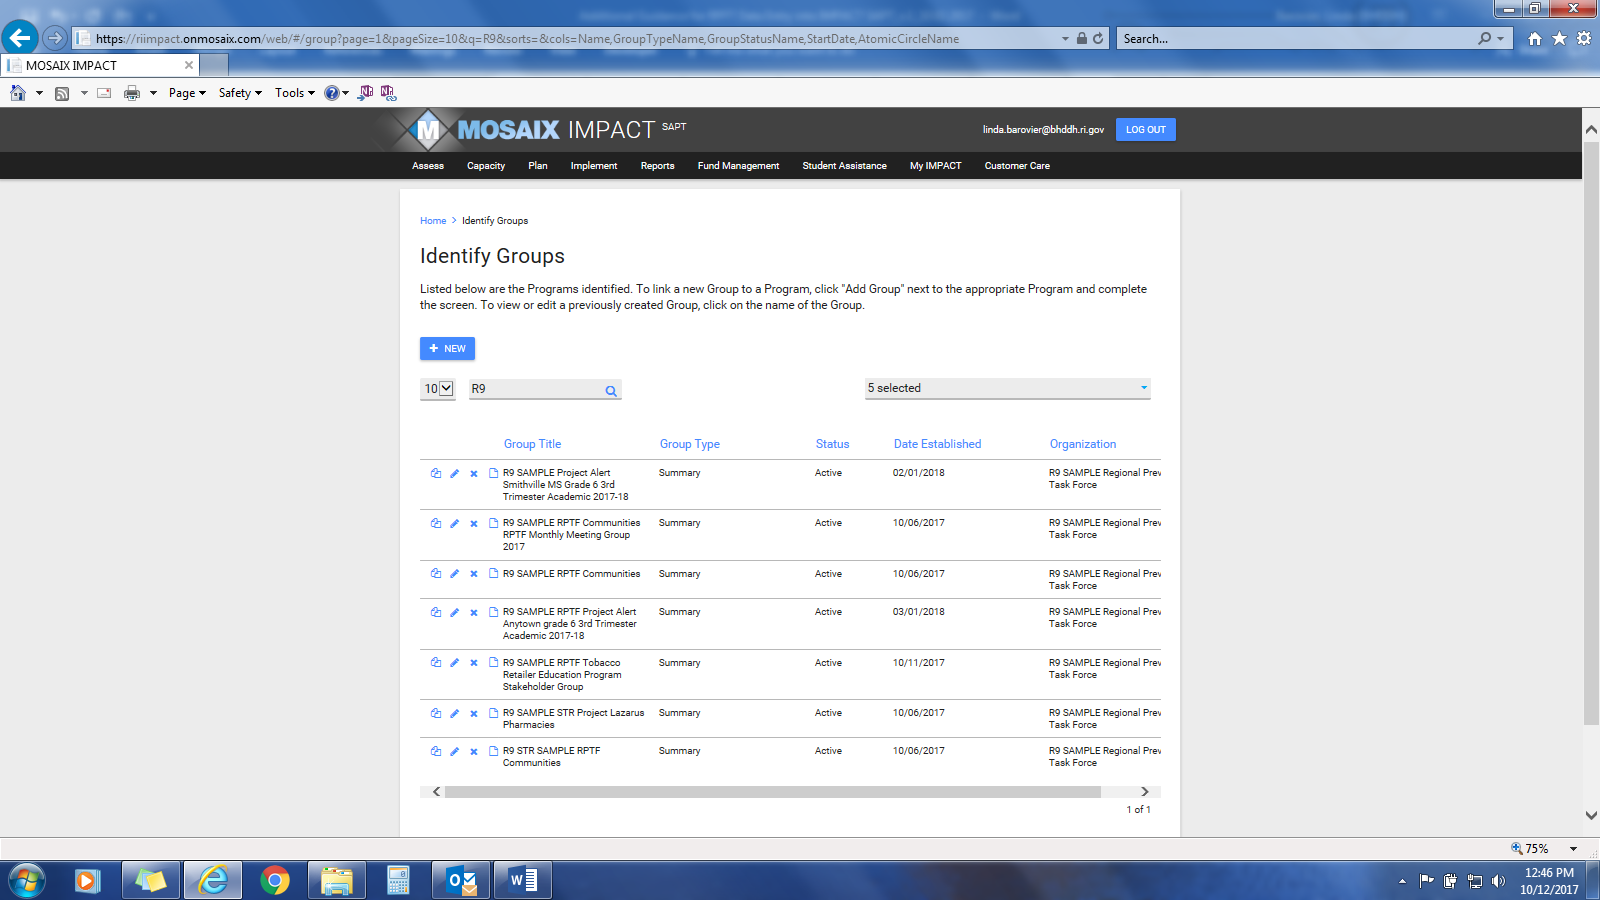 https://riimpact.onmosaix.com/web/#/group?page=1&pageSize=10&q=R9&sorts=&cols=Name,GroupTypeName,GroupStatusName,StartDate,AtomicCircleName
Search...
MOSAIX IMPACT
Page
Safety
Tools
MOSAIX IMPACT SAPT
linda.barovier@bhddh.ri.gov
LOG OUT
Assess Capacity Plan Implement Reports Fund Management Student Assistance My IMPACT Customer Care
Home > Identify Groups
Identify Groups
Listed below are the Programs identified. To link a new Group to a Program, click "Add Group" next to the appropriate Program and complete
the screen. To view or edit a previously created Group, click on the name of the Group.
+ NEW
10
R9
5 selected
Group Title Group Type Status Date Established Organization
R9 SAMPLE Project Alert Summary Active 02/01/2018 R9 SAMPLE Regional Prev
Smithville MS Grade 6 3rd Task Force
Trimester Academic 2017-18
R9 SAMPLE RPTF Communities Summary Active 10/06/2017 R9 SAMPLE Regional Prev
RPTF Monthly Meeting Group Task Force
2017
R9 SAMPLE RPTF Communities Summary Active 10/06/2017 R9 SAMPLE Regional Prev
Task Force
R9 SAMPLE RPTF Project Alert Summary Active 03/01/2018 R9 SAMPLE Regional Prev
Anytown grade 6 3rd Trimester Task Force
Academic 2017-18
R9 SAMPLE RPTF Tobacco Summary Active 10/11/2017 R9 SAMPLE Regional Prev
Retailer Education Program Task Force
Stakeholder Group
R9 SAMPLE STR Project Lazarus Summary Active 10/06/2017 R9 SAMPLE Regional Prev
Pharmacies Task Force
R9 STR SAMPLE RPTF Summary Active 10/06/2017 R9 SAMPLE Regional Prev
Communities Task Force
1 of 1
75%
12:46 PM
10/12/2017